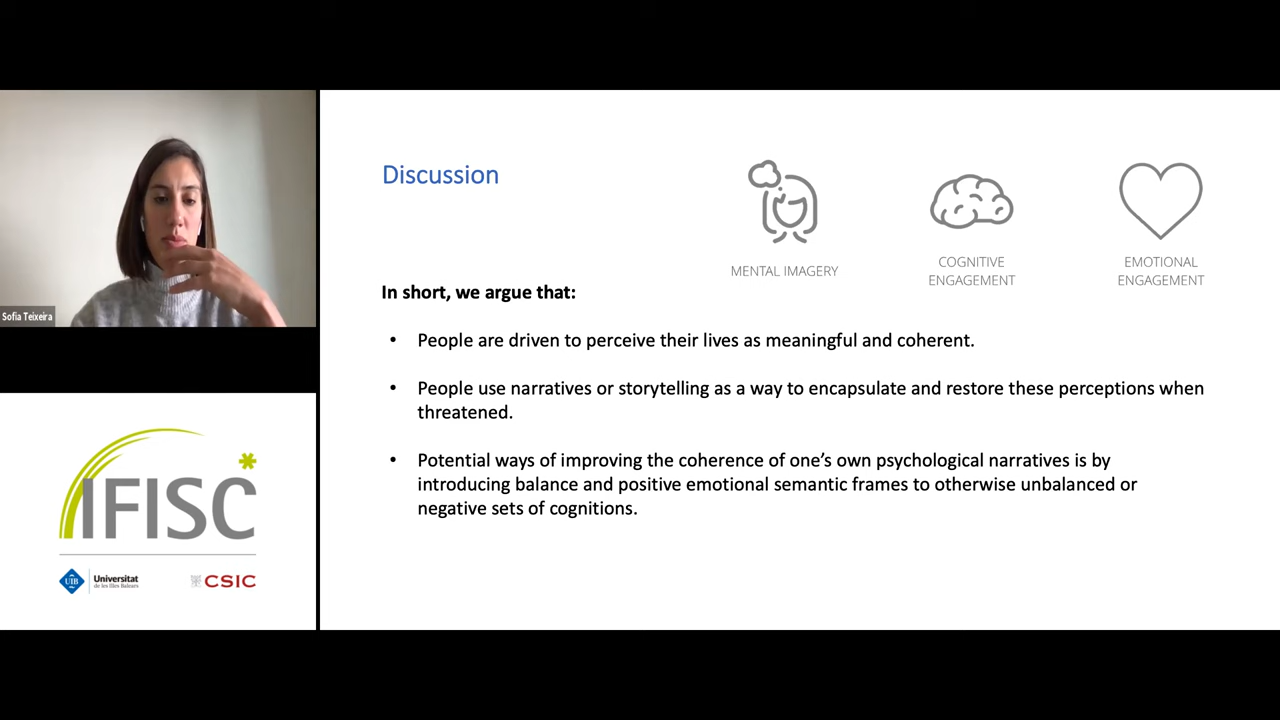 Discussion
MENTAL IMAGERY
COGNITIVE
ENGAGEMENT
EMOTIONAL
ENGAGEMENT
In short, we argue that:
• People are driven to perceive their lives as meaningful and coherent.
• People use narratives or storytelling as a way to encapsulate and restore these perceptions when
threatened.
• Potential ways of improving the coherence of one’s own psychological narratives is by
introducing balance and positive emotional semantic frames to otherwise unbalanced or
negative sets of cognitions.
Sofia Teixeira
IFISC
UIB
Universitat
de les Illes Balears
CSIC